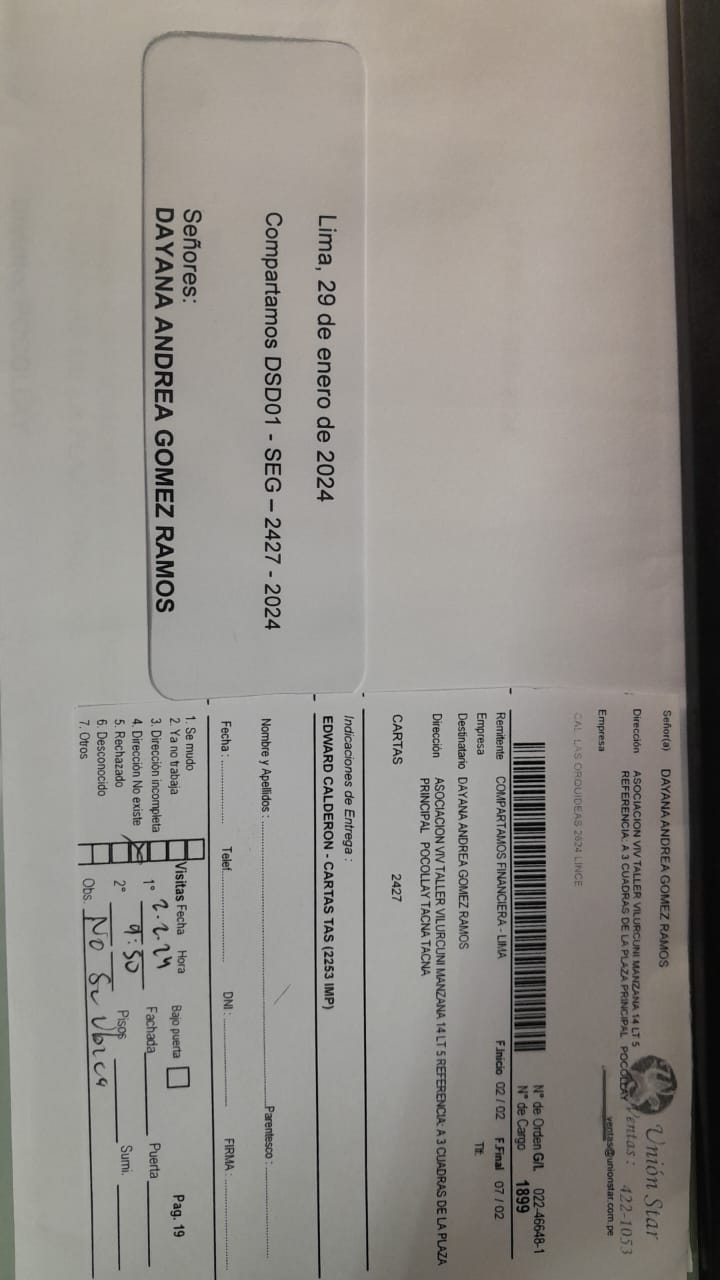 Lima, 29 de enero de 2024
Compartamos DSD01 - SEG – 2427 - 2024
Señores:
DAYANA ANDREA GOMEZ RAMOS
Unión Star
Ventas: 422-1053
ventas@unionstar.com.pe
Señor(a) DAYANA ANDREA GOMEZ RAMOS
Dirección ASOCIACION VIV TALLER VILURCUNI MANZANA 14 LT 5
REFERENCIA: A 3 CUADRAS DE LA PLAZA PRINCIPAL POCOLLAY
Empresa
CAL LAS ORQUIDEAS 2624 LINCE
N° de Orden G/L 022-46648-1
N° de Cargo 1899
Remitente COMPARTAMOS FINANCIERA - LIMA F.Inicio 02 / 02 F.Final 07 / 02
Empresa Tlf:
Destinatario DAYANA ANDREA GOMEZ RAMOS
Dirección ASOCIACION VIV TALLER VILURCUNI MANZANA 14 LT 5 REFERENCIA: A 3 CUADRAS DE LA PLAZA
PRINCIPAL POCOLLAY TACNA TACNA
CARTAS 2427
Indicaciones de Entrega :
EDWARD CALDERON - CARTAS TAS (2253 IMP)
Nombre y Apellidos : Parentesco :
Fecha : Telef. DNI : FIRMA :
1. Se mudo
2. Ya no trabaja
3. Dirección incompleta
4. Dirección No existe
5. Rechazado
6. Desconocido
7. Otros
Visitas Fecha Hora Bajo puerta Pag. 19
1° 2.2.24 Fachada Puerta
9:30
2° Pisos Sumi.
Obs. No Se Ubica